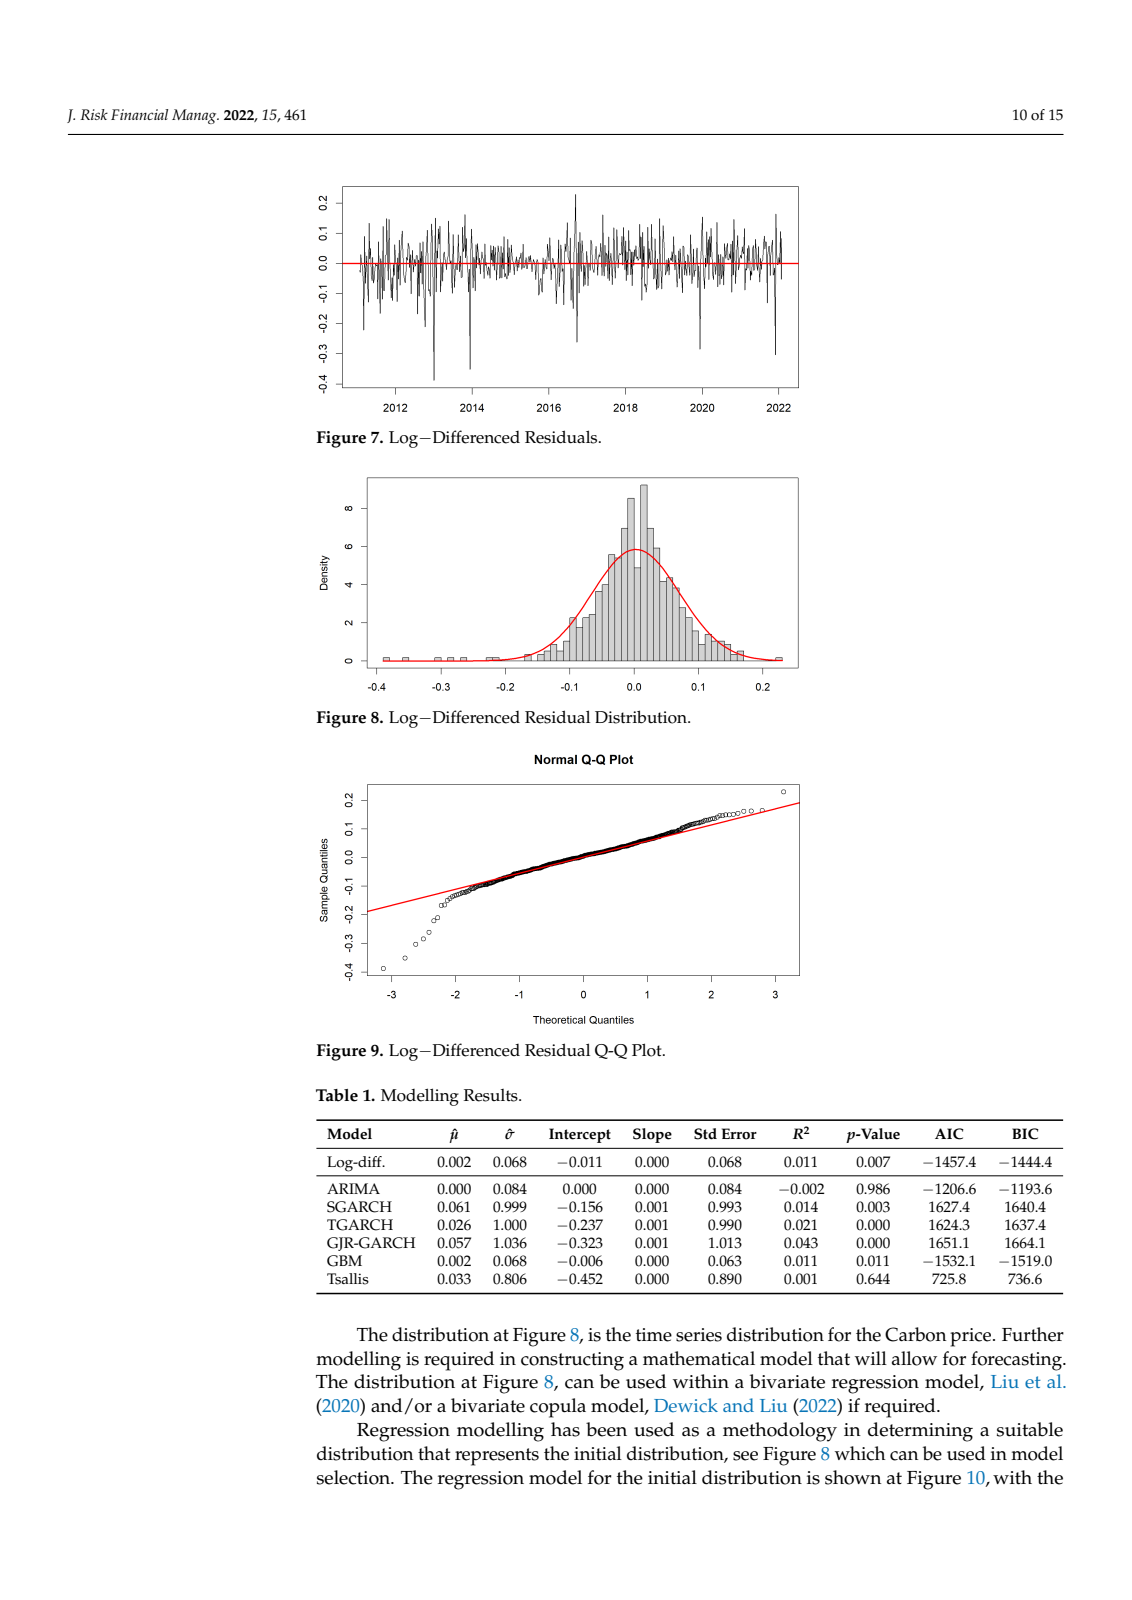 J. Risk Financial Manag. 2022, 15, 461
10 of 15
0.2
0.1
0.0
-0.1
-0.2
-0.3
-0.4
2012 2014 2016 2018 2020 2022
Figure 7. Log−Differenced Residuals.
Density
8
6
4
2
0
-0.4 -0.3 -0.2 -0.1 0.0 0.1 0.2
Figure 8. Log−Differenced Residual Distribution.
Normal Q-Q Plot
Sample Quantiles
0.2
0.1
0.0
-0.1
-0.2
-0.3
-0.4
-3 -2 -1 0 1 2 3
Theoretical Quantiles
Figure 9. Log−Differenced Residual Q-Q Plot.
Table 1. Modelling Results.
Model μ̂ σ̂ Intercept Slope Std Error R² p-Value AIC BIC
Log-diff. 0.002 0.068 −0.011 0.000 0.068 0.011 0.007 −1457.4 −1444.4
ARIMA 0.000 0.084 0.000 0.000 0.084 −0.002 0.986 −1206.6 −1193.6
SGARCH 0.061 0.999 −0.156 0.001 0.993 0.014 0.003 1627.4 1640.4
TGARCH 0.026 1.000 −0.237 0.001 0.990 0.021 0.000 1624.3 1637.4
GJR-GARCH 0.057 1.036 −0.323 0.001 1.013 0.043 0.000 1651.1 1664.1
GBM 0.002 0.068 −0.006 0.000 0.063 0.011 0.011 −1532.1 −1519.0
Tsallis 0.033 0.806 −0.452 0.000 0.890 0.001 0.644 725.8 736.6
The distribution at Figure 8, is the time series distribution for the Carbon price. Further
modelling is required in constructing a mathematical model that will allow for forecasting.
The distribution at Figure 8, can be used within a bivariate regression model, Liu et al.
(2020) and/or a bivariate copula model, Dewick and Liu (2022) if required.
Regression modelling has been used as a methodology in determining a suitable
distribution that represents the initial distribution, see Figure 8 which can be used in model
selection. The regression model for the initial distribution is shown at Figure 10, with the